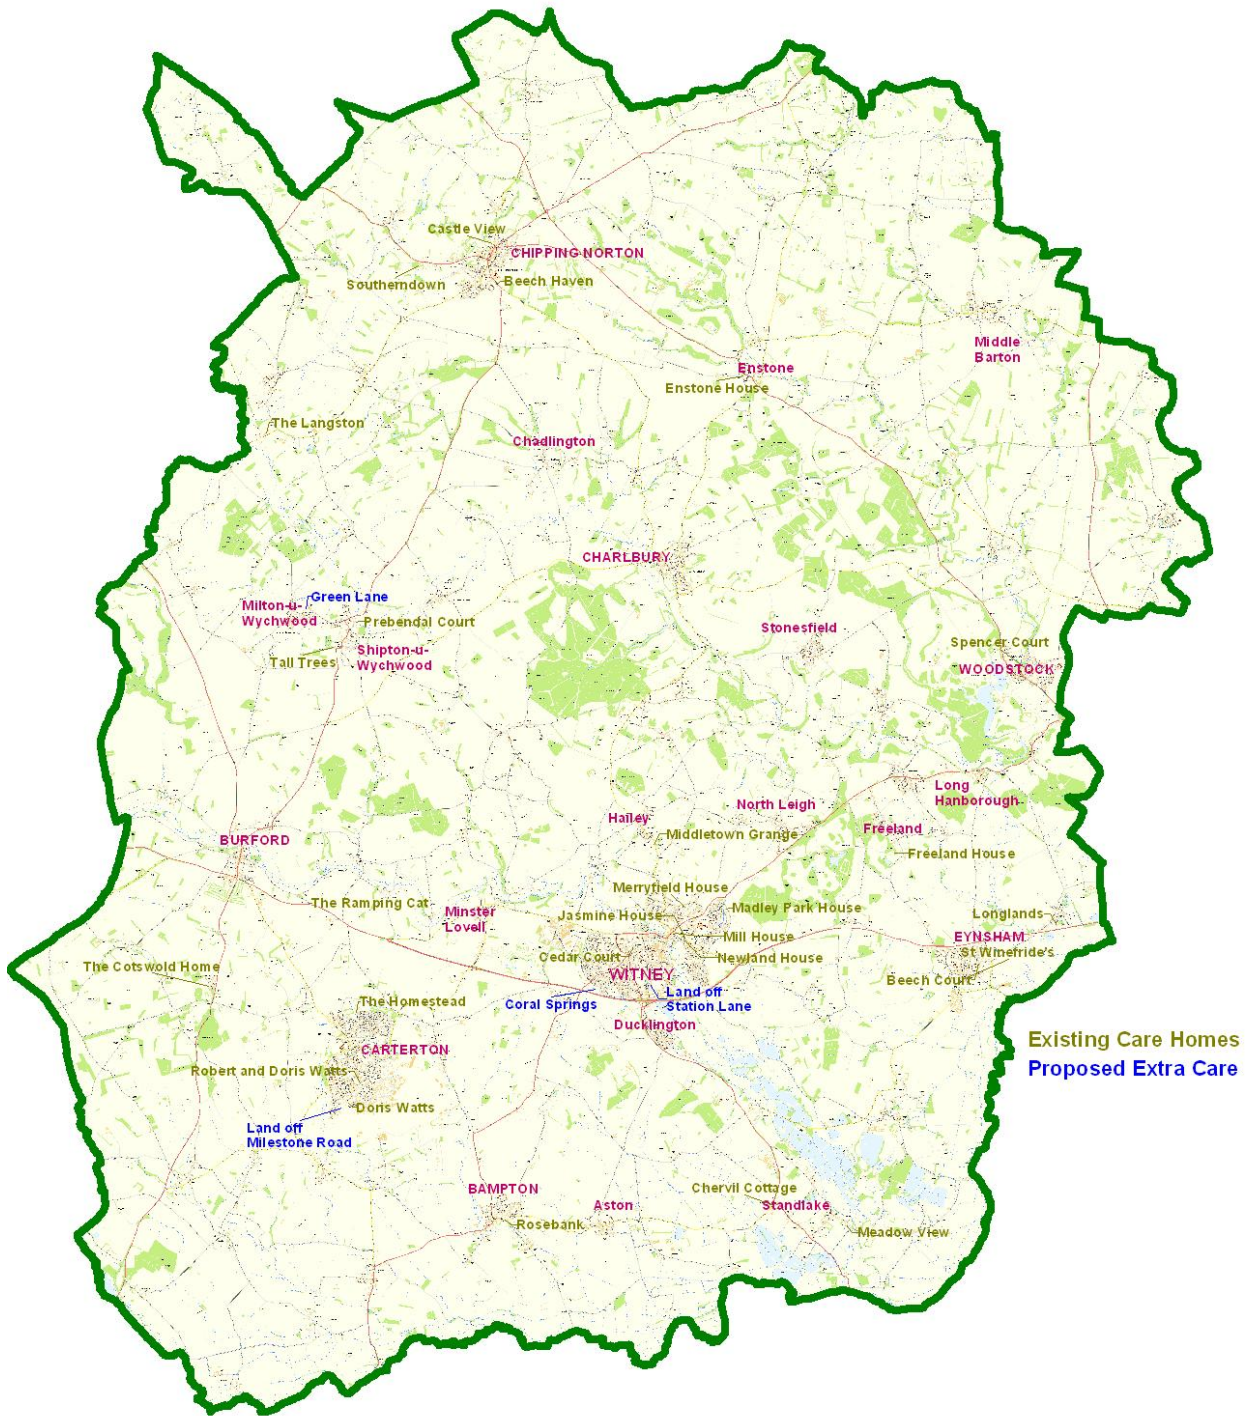 Castle View
CHIPPING NORTON
Southerndown
Beech Haven
Middle
Barton
Enstone
Enstone House
The Langston
Chadlington
CHARLBURY
Green Lane
Milton-u-
Wychwood
Prebendal Court
Stonesfield
Shipton-u-
Wychwood
Tall Trees
Spencer Court
WOODSTOCK
Long
Hanborough
North Leigh
Hailey
Middletown Grange
Freeland
BURFORD
Freeland House
Merryfield House
The Ramping Cat
Minster
Lovell
Jasmine House
Madley Park House
Longlands
Mill House
EYNSHAM
Cedar Court
Newland House
St Winefride's
The Cotswold Home
WITNEY
Beech Court
Land off
Station Lane
The Homestead
Coral Springs
Ducklington
Existing Care Homes
CARTERTON
Proposed Extra Care
Robert and Doris Watts
Doris Watts
Land off
Milestone Road
BAMPTON
Chervil Cottage
Aston
Standlake
Rosebank
Meadow View